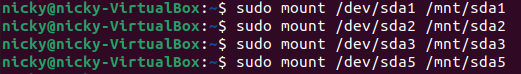 nicky@nicky-VirtualBox:~$ sudo mount /dev/sda1 /mnt/sda1
nicky@nicky-VirtualBox:~$ sudo mount /dev/sda2 /mnt/sda2
nicky@nicky-VirtualBox:~$ sudo mount /dev/sda3 /mnt/sda3
nicky@nicky-VirtualBox:~$ sudo mount /dev/sda5 /mnt/sda5